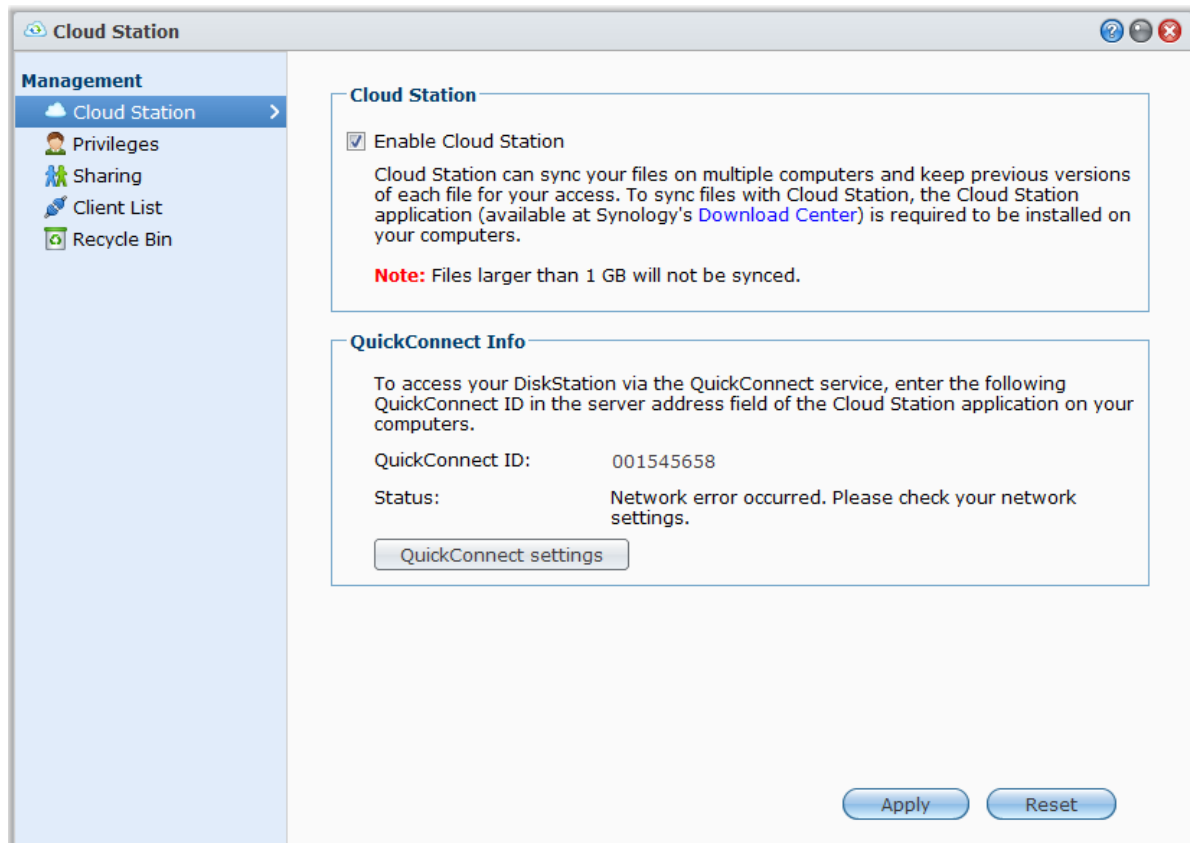 Cloud Station
Management
Cloud Station
Privileges
Sharing
Client List
Recycle Bin
Cloud Station
Enable Cloud Station
Cloud Station can sync your files on multiple computers and keep previous versions
of each file for your access. To sync files with Cloud Station, the Cloud Station
application (available at Synology's Download Center) is required to be installed on
your computers.
Note: Files larger than 1 GB will not be synced.
QuickConnect Info
To access your DiskStation via the QuickConnect service, enter the following
QuickConnect ID in the server address field of the Cloud Station application on your
computers.
QuickConnect ID: 001545658
Status: Network error occurred. Please check your network
settings.
QuickConnect settings
Apply Reset